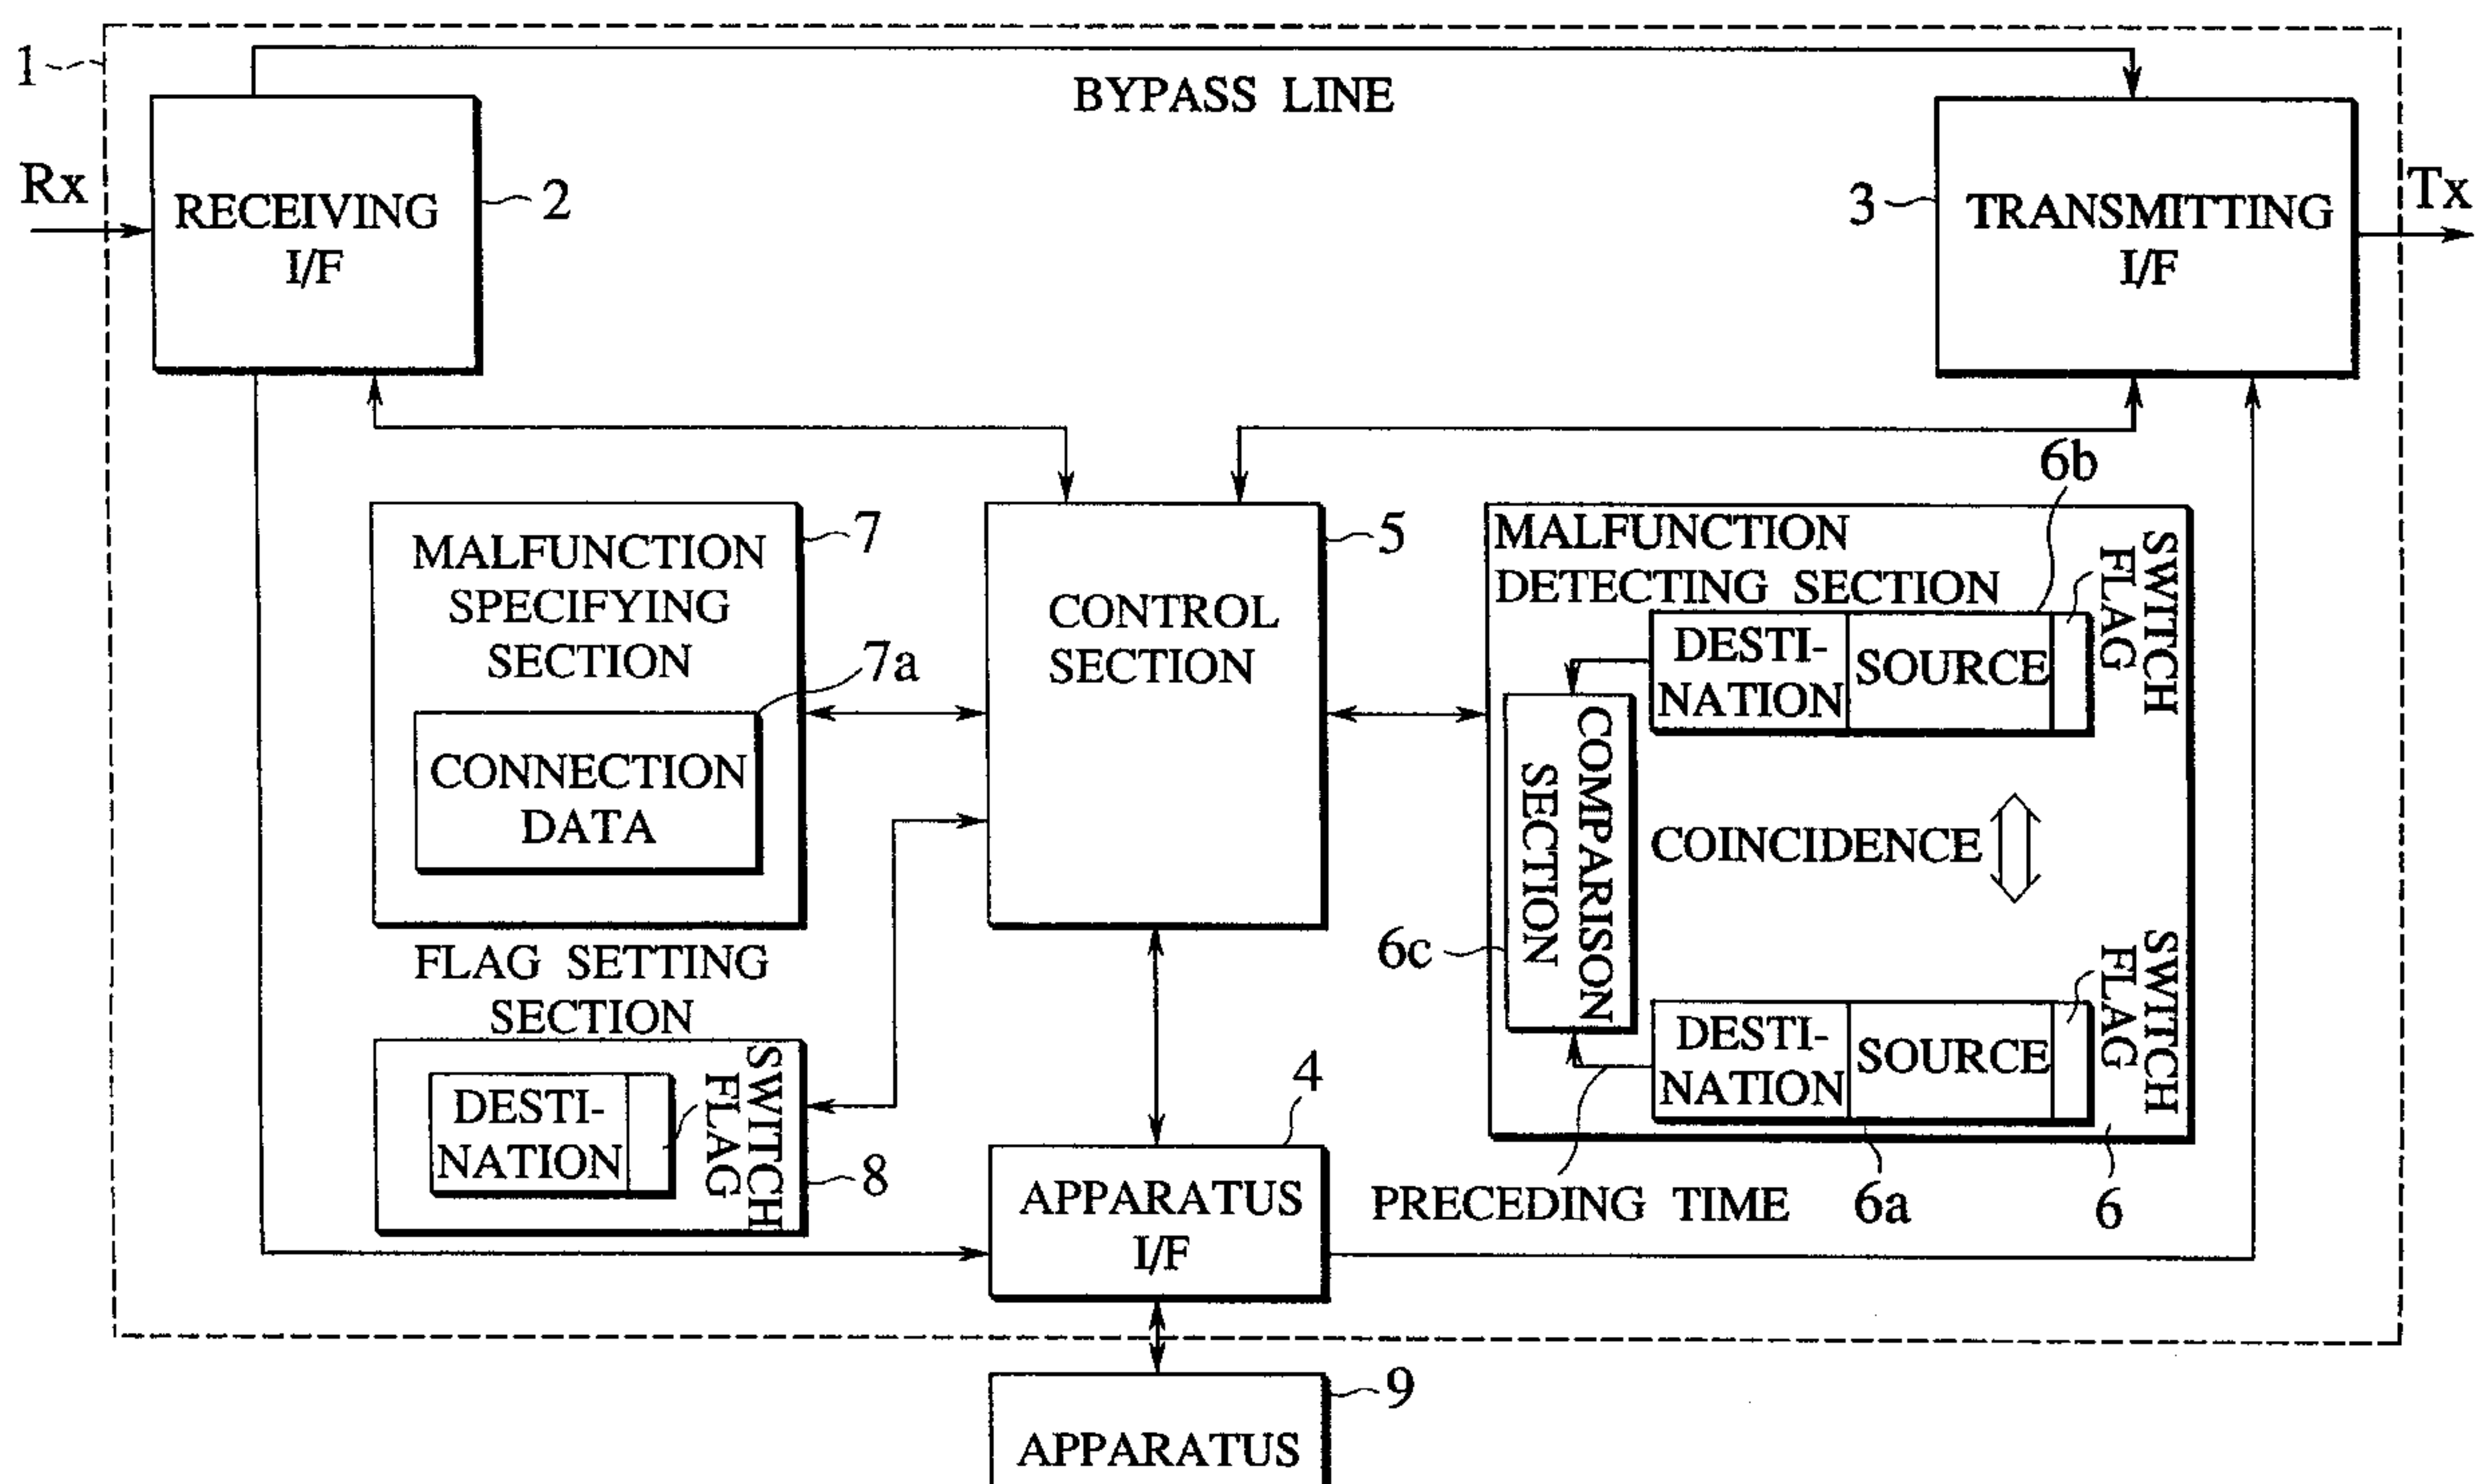 1
BYPASS LINE
Rx
RECEIVING
I/F
2
3
TRANSMITTING
I/F
Tx
MALFUNCTION
SPECIFYING
SECTION
7
7a
CONNECTION
DATA
CONTROL
SECTION
5
MALFUNCTION
DETECTING SECTION
6b
DESTI-
NATION
SOURCE
SWITCH
FLAG
COMPARISON
SECTION
6c
COINCIDENCE
DESTI-
NATION
SOURCE
SWITCH
FLAG
PRECEDING TIME
6a
6
FLAG SETTING
SECTION
DESTI-
NATION
SWITCH
FLAG
8
4
APPARATUS
I/F
9
APPARATUS